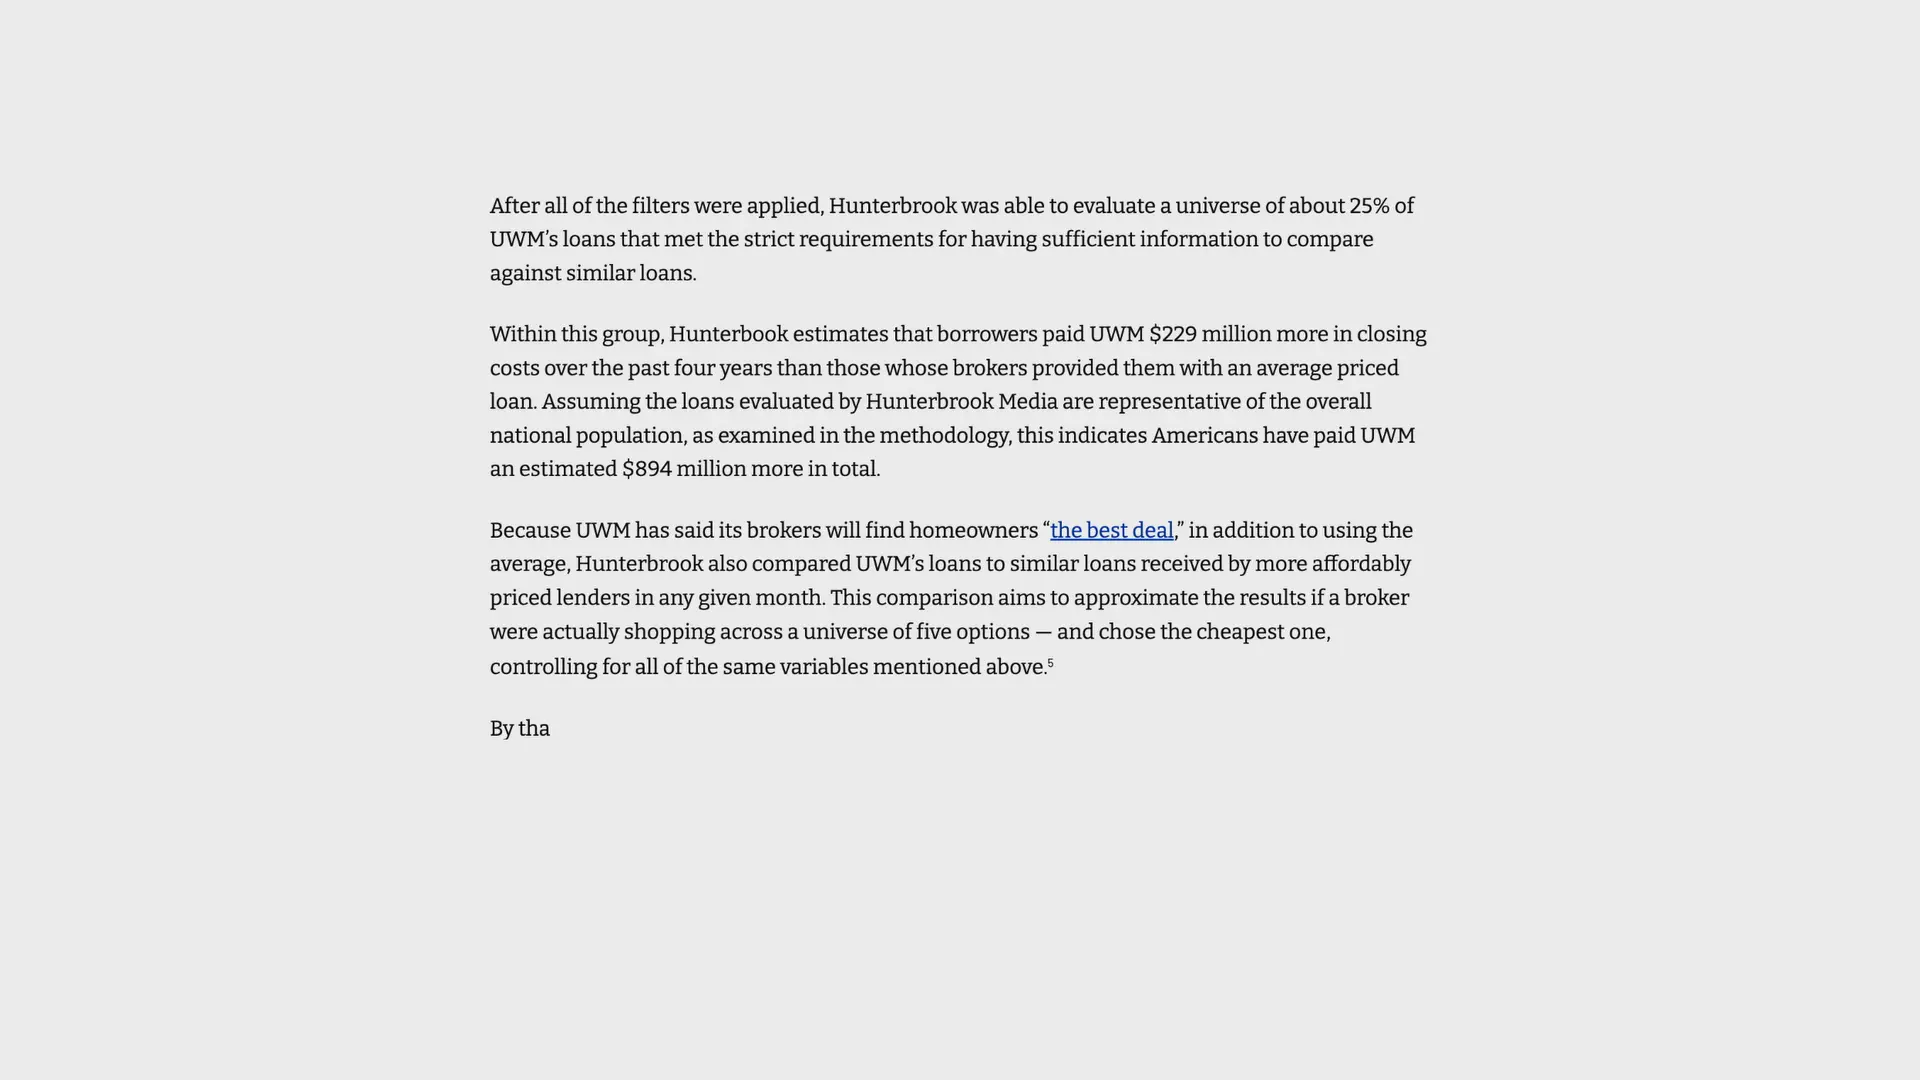 After all of the filters were applied, Hunterbrook was able to evaluate a universe of about 25% of
UWM’s loans that met the strict requirements for having sufficient information to compare
against similar loans.
Within this group, Hunterbook estimates that borrowers paid UWM $229 million more in closing
costs over the past four years than those whose brokers provided them with an average priced
loan. Assuming the loans evaluated by Hunterbrook Media are representative of the overall
national population, as examined in the methodology, this indicates Americans have paid UWM
an estimated $894 million more in total.
Because UWM has said its brokers will find homeowners “the best deal,” in addition to using the
average, Hunterbrook also compared UWM’s loans to similar loans received by more affordably
priced lenders in any given month. This comparison aims to approximate the results if a broker
were actually shopping across a universe of five options — and chose the cheapest one,
controlling for all of the same variables mentioned above.⁵
By tha